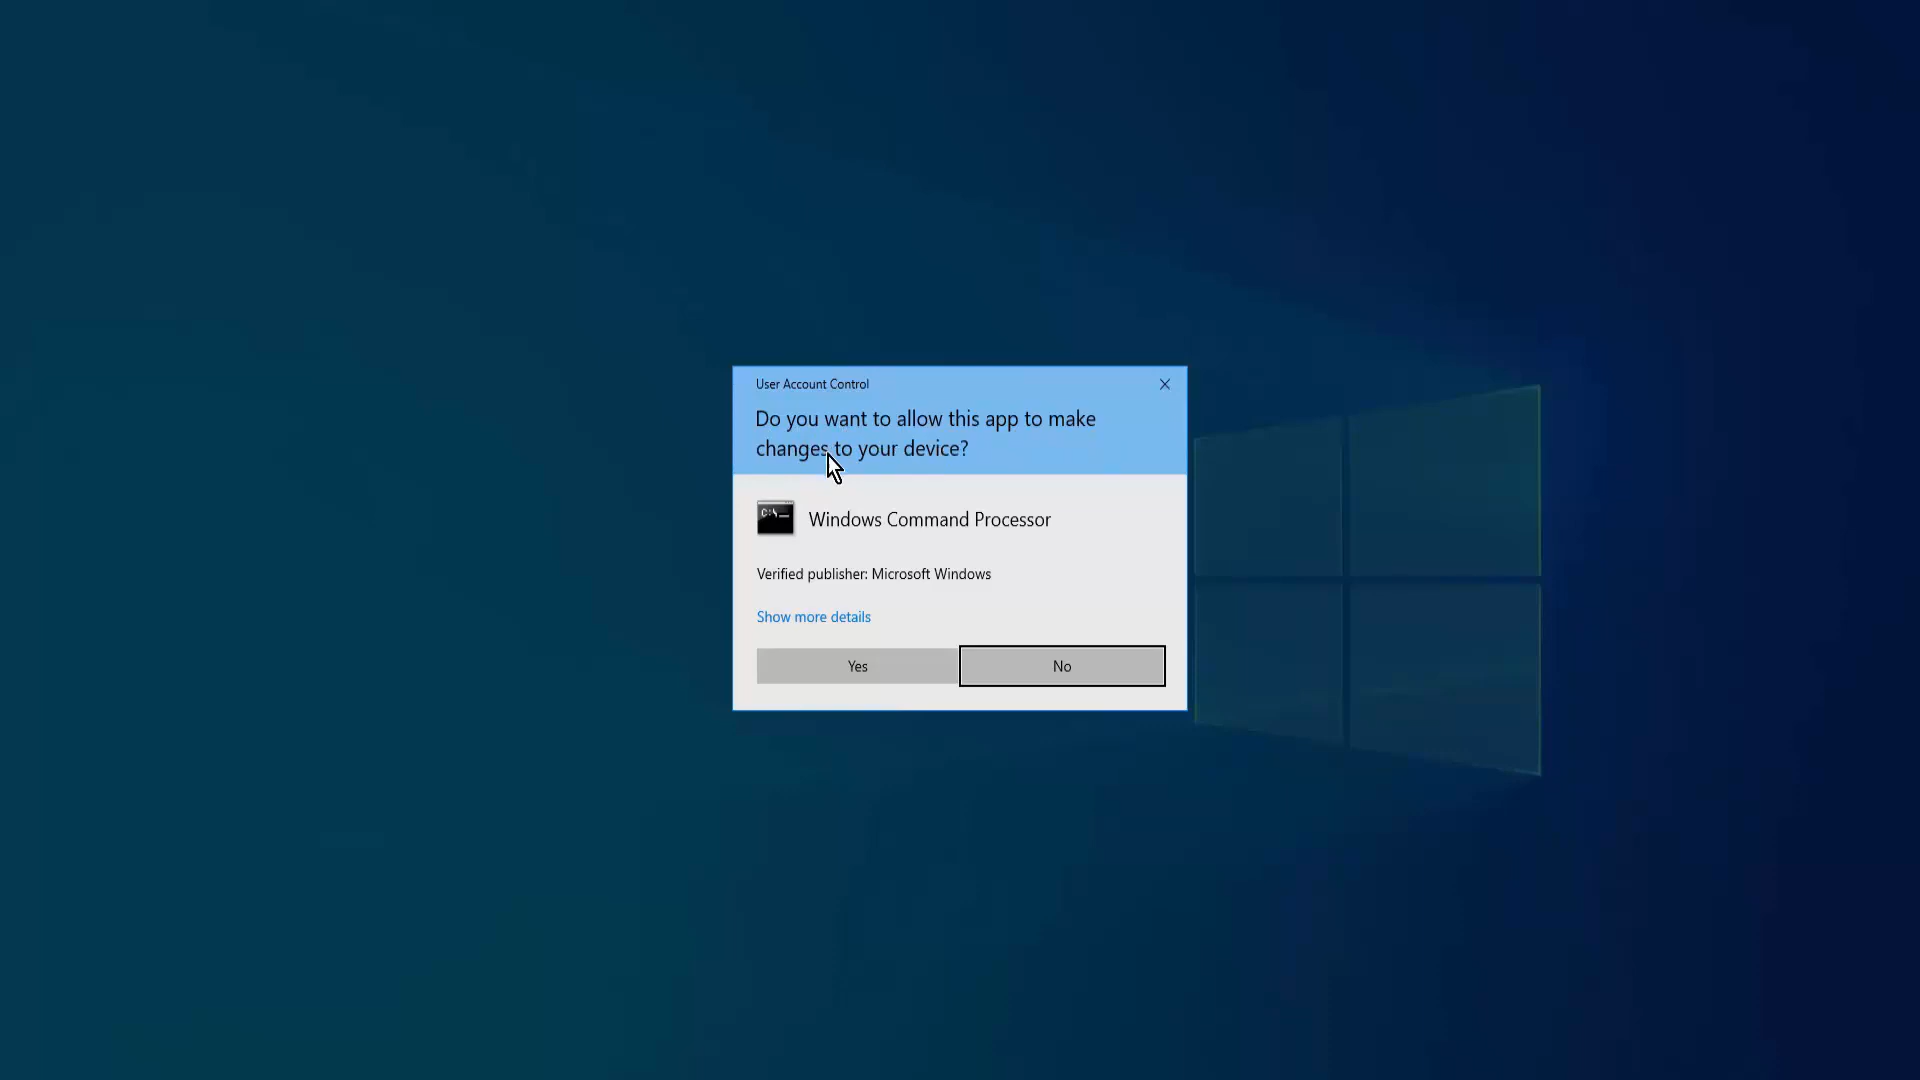 User Account Control
Do you want to allow this app to make
changes to your device?
C:\_
Windows Command Processor
Verified publisher: Microsoft Windows
Show more details
Yes
No